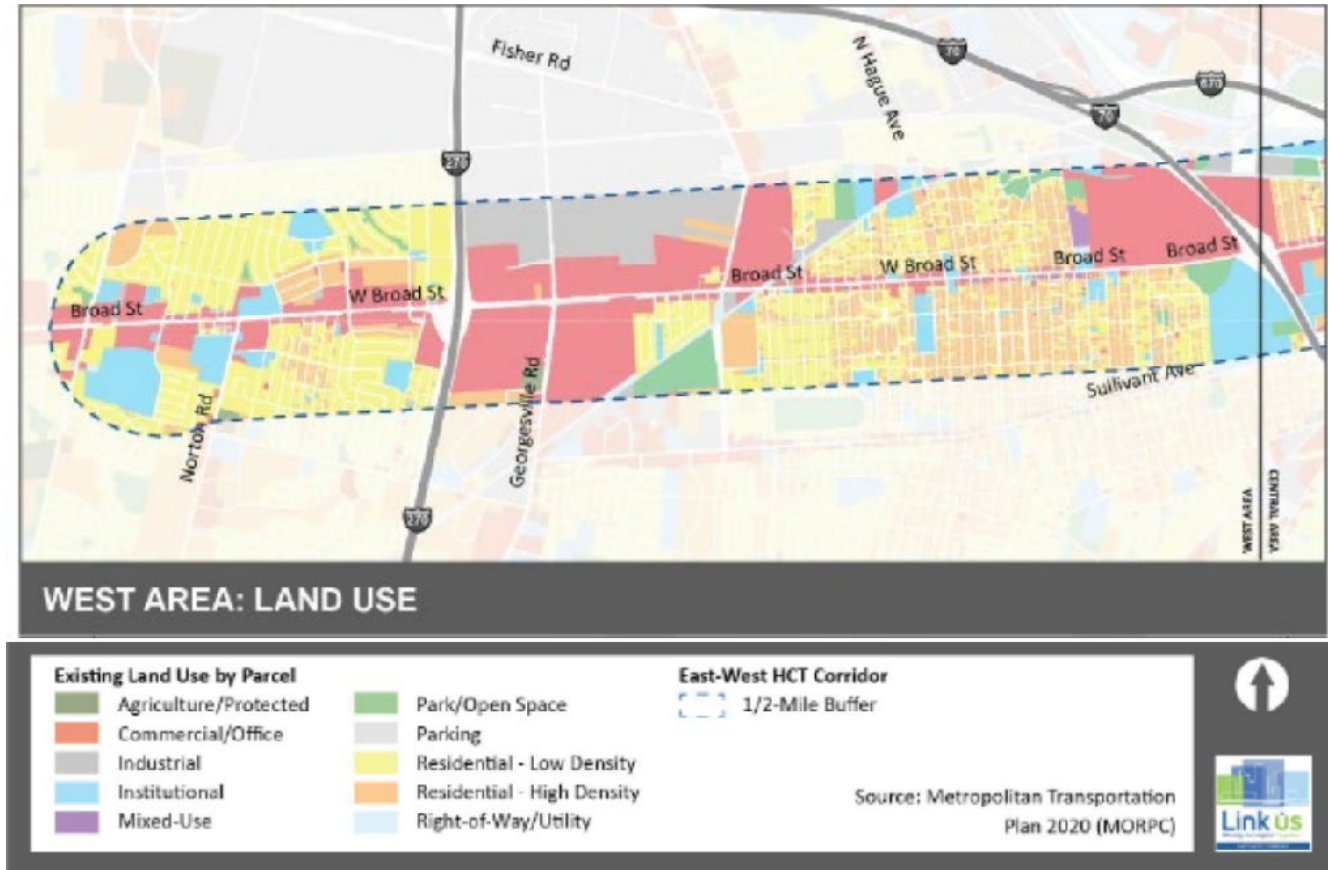 Fisher Rd
N Hague Ave
70
670
70
270
Broad St
W Broad St
Broad St
W Broad St
Broad St
Broad St
Norton Rd
Georgesville Rd
Sullivant Ave
270
WEST AREA
CENTRAL AREA
WEST AREA: LAND USE
Existing Land Use by Parcel
Agriculture/Protected
Commercial/Office
Industrial
Institutional
Mixed-Use
Park/Open Space
Parking
Residential - Low Density
Residential - High Density
Right-of-Way/Utility
East-West HCT Corridor
1/2-Mile Buffer
Source: Metropolitan Transportation
Plan 2020 (MORPC)
Link ús